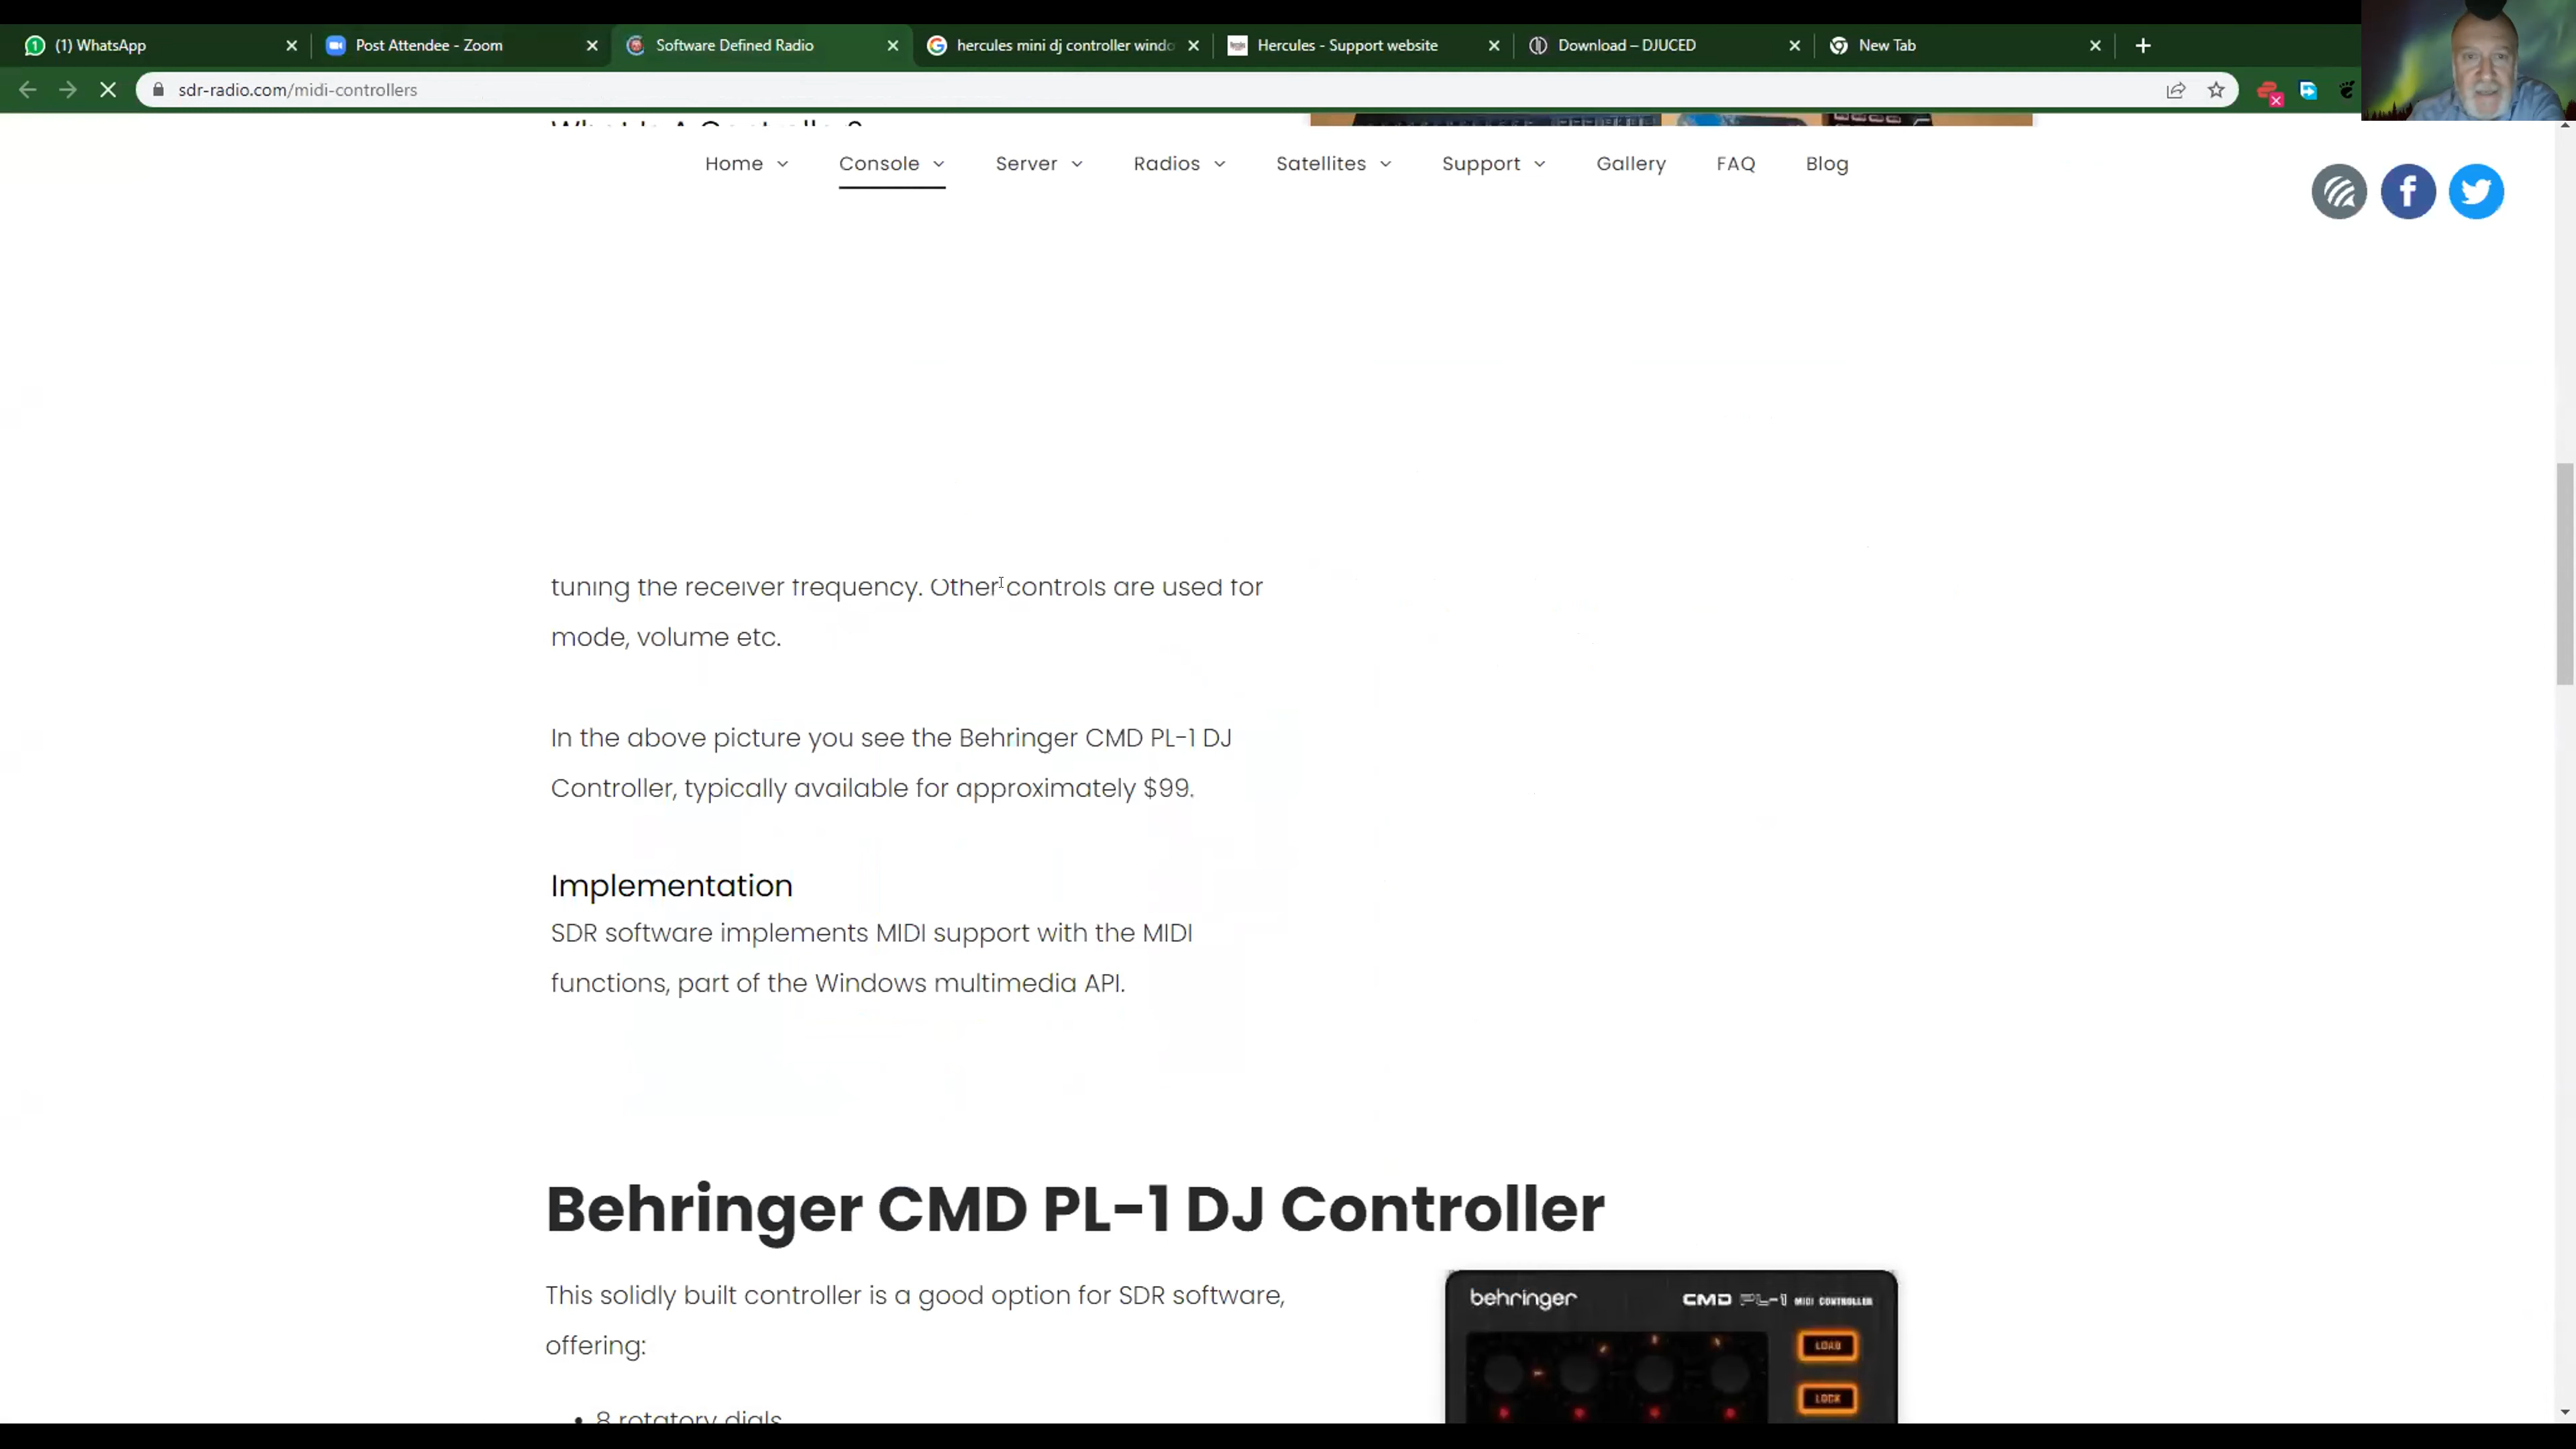 (1) WhatsApp
Post Attendee - Zoom
Software Defined Radio
hercules mini dj controller windo
Hercules - Support website
Download – DJUCED
New Tab
sdr-radio.com/midi-controllers
What Is A Controller?
Home
Console
Server
Radios
Satellites
Support
Gallery
FAQ
Blog
tuning the receiver frequency. Other controls are used for
mode, volume etc.
In the above picture you see the Behringer CMD PL-1 DJ
Controller, typically available for approximately $99.
Implementation
SDR software implements MIDI support with the MIDI
functions, part of the Windows multimedia API.
Behringer CMD PL-1 DJ Controller
This solidly built controller is a good option for SDR software,
offering:
• 8 rotatory dials
behringer
CMD PL-1 MIDI CONTROLLER
LOAD
LOCK